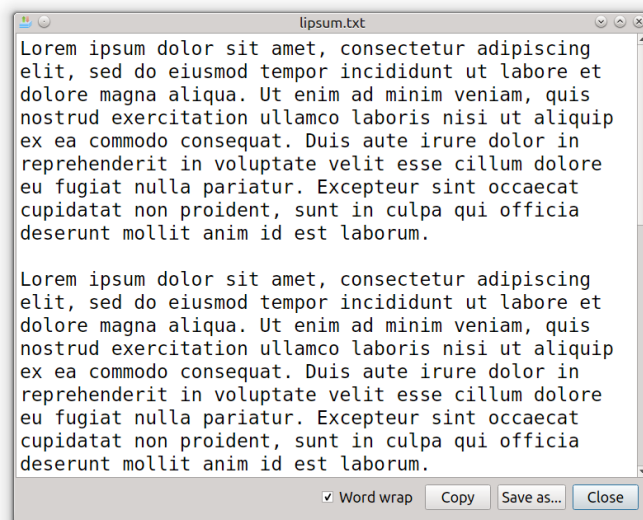 lipsum.txt
Lorem ipsum dolor sit amet, consectetur adipiscing
elit, sed do eiusmod tempor incididunt ut labore et
dolore magna aliqua. Ut enim ad minim veniam, quis
nostrud exercitation ullamco laboris nisi ut aliquip
ex ea commodo consequat. Duis aute irure dolor in
reprehenderit in voluptate velit esse cillum dolore
eu fugiat nulla pariatur. Excepteur sint occaecat
cupidatat non proident, sunt in culpa qui officia
deserunt mollit anim id est laborum.

Lorem ipsum dolor sit amet, consectetur adipiscing
elit, sed do eiusmod tempor incididunt ut labore et
dolore magna aliqua. Ut enim ad minim veniam, quis
nostrud exercitation ullamco laboris nisi ut aliquip
ex ea commodo consequat. Duis aute irure dolor in
reprehenderit in voluptate velit esse cillum dolore
eu fugiat nulla pariatur. Excepteur sint occaecat
cupidatat non proident, sunt in culpa qui officia
deserunt mollit anim id est laborum.
Word wrap Copy Save as... Close